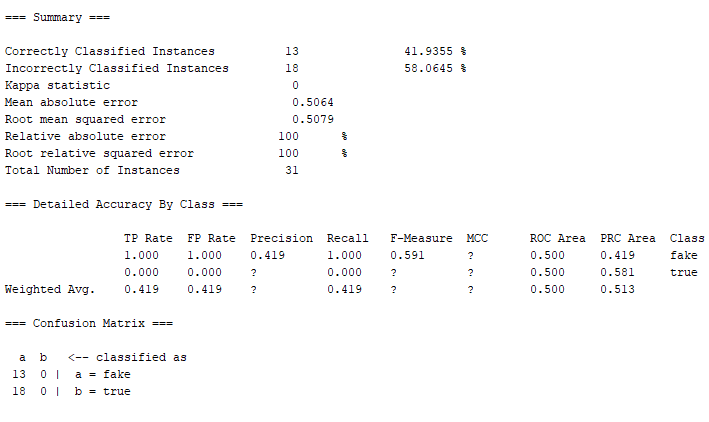 === Summary ===
Correctly Classified Instances 13 41.9355 %
Incorrectly Classified Instances 18 58.0645 %
Kappa statistic 0
Mean absolute error 0.5064
Root mean squared error 0.5079
Relative absolute error 100 %
Root relative squared error 100 %
Total Number of Instances 31
=== Detailed Accuracy By Class ===
TP Rate FP Rate Precision Recall F-Measure MCC ROC Area PRC Area Class
1.000 1.000 0.419 1.000 0.591 ? 0.500 0.419 fake
0.000 0.000 ? 0.000 ? ? 0.500 0.581 true
Weighted Avg. 0.419 0.419 ? 0.419 ? ? 0.500 0.513
=== Confusion Matrix ===
a b <-- classified as
13 0 | a = fake
18 0 | b = true